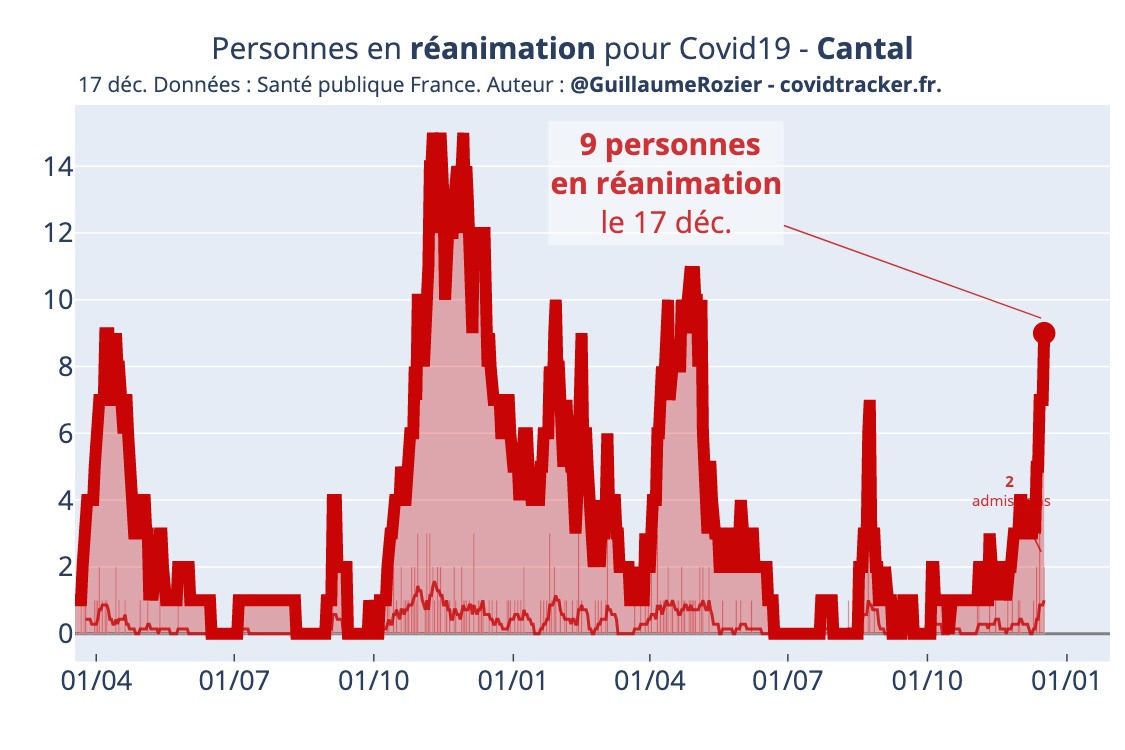 Personnes en réanimation pour Covid19 - Cantal
17 déc. Données : Santé publique France. Auteur : @GuillaumeRozier - covidtracker.fr.
9 personnes
en réanimation
le 17 déc.
14
12
10
8
6
4
2
0
2
admissions
01/04
01/07
01/10
01/01
01/04
01/07
01/10
01/01